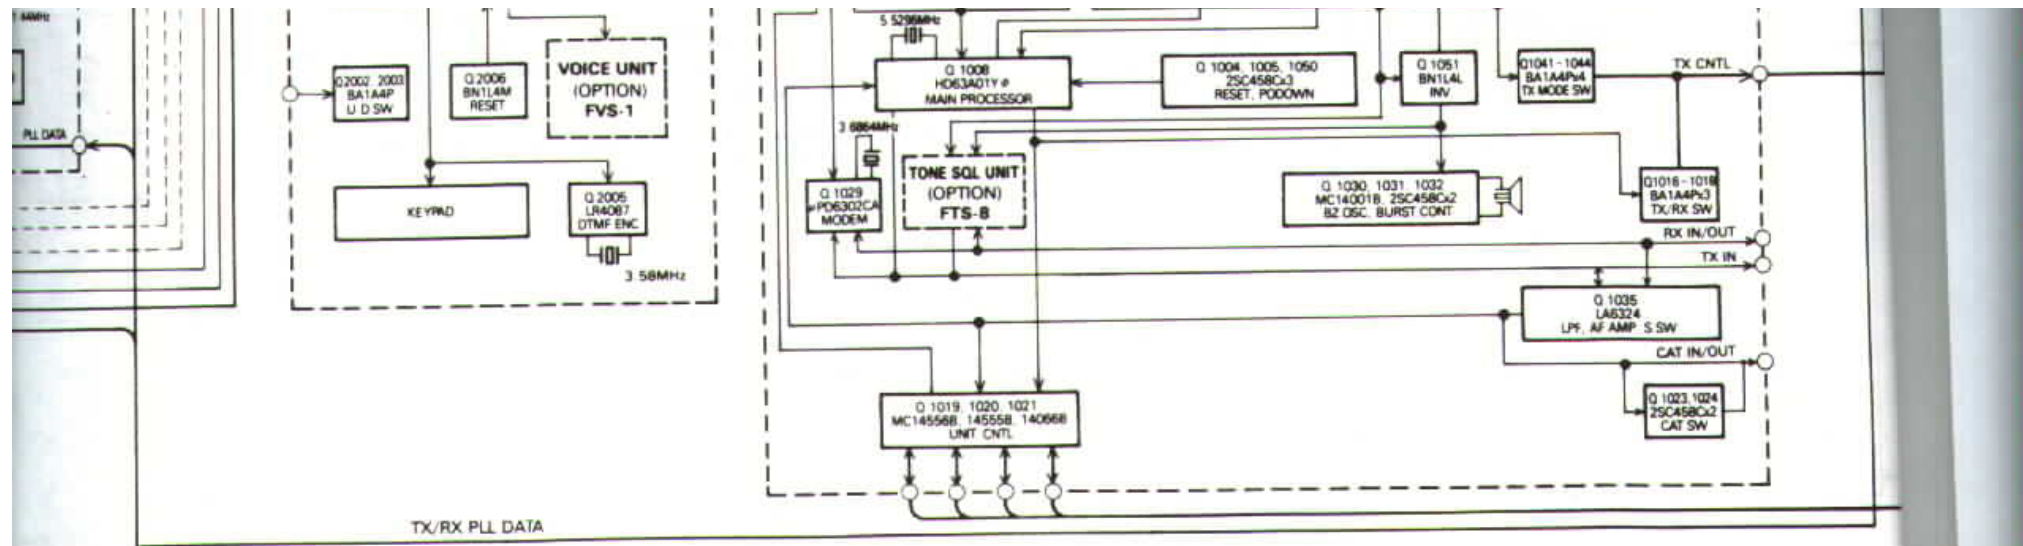 44MHz
PLL DATA
Q2002, 2003
BA1A4P
U D SW
Q 2006
BN1L4M
RESET
VOICE UNIT
(OPTION)
FVS-1
KEYPAD
Q 2005
LR4087
DTMF ENC
3 58MHz
5 5296MHz
Q 1008
HD63A01Y
MAIN PROCESSOR
Q 1004, 1005, 1050
2SC458Cx3
RESET, PODOWN
Q 1051
BN1L4L
INV
Q1041-1044
BA1A4Px4
TX MODE SW
TX CNTL
3 6864MHz
Q 1029
μPD6302CA
MODEM
TONE SQL UNIT
(OPTION)
FTS-8
Q 1030, 1031, 1032
MC14001B, 2SC458Cx2
BZ OSC, BURST CONT
Q1016-1018
BA1A4Px3
TX/RX SW
RX IN/OUT
TX IN
Q 1035
LA6324
LPF, AF AMP S SW
CAT IN/OUT
Q 1019, 1020, 1021
MC14556B, 14555B, 14066B
UNIT CNTL
Q 1023, 1024
2SC458Cx2
CAT SW
TX/RX PLL DATA